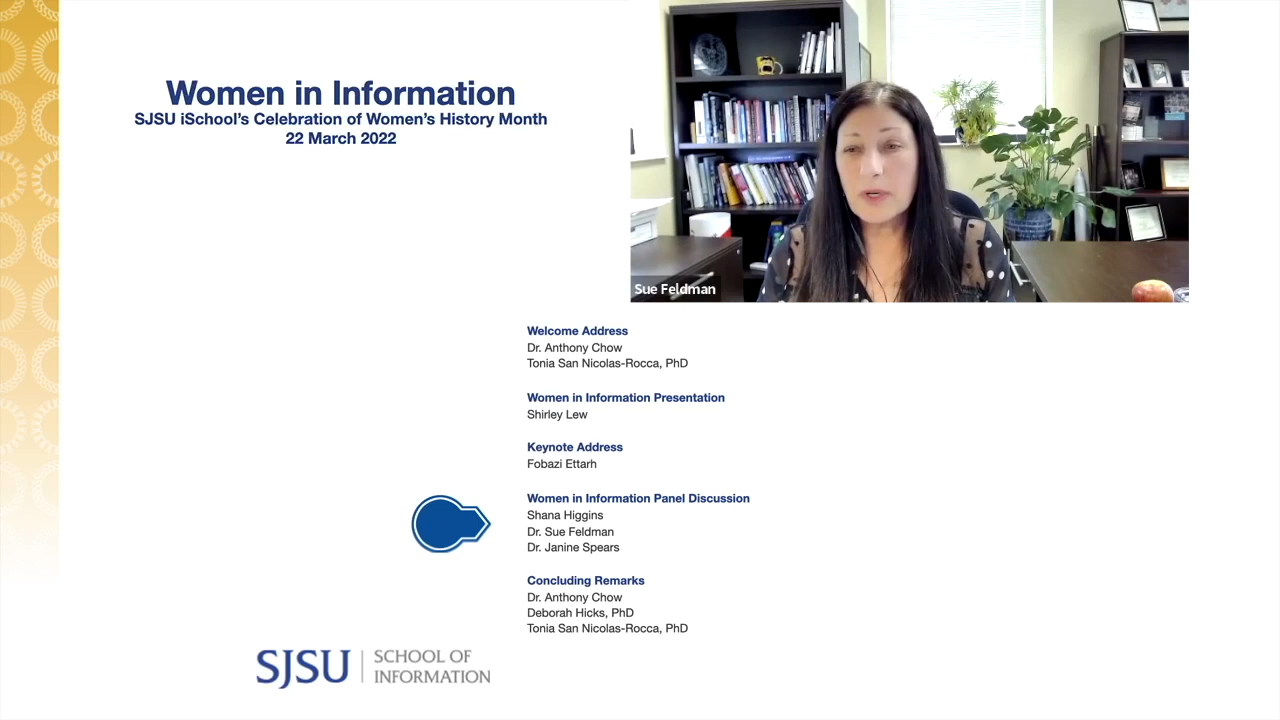 Women in Information
SJSU iSchool's Celebration of Women's History Month
22 March 2022
Sue Feldman
Welcome Address
Dr. Anthony Chow
Tonia San Nicolas-Rocca, PhD
Women in Information Presentation
Shirley Lew
Keynote Address
Fobazi Ettarh
Women in Information Panel Discussion
Shana Higgins
Dr. Sue Feldman
Dr. Janine Spears
Concluding Remarks
Dr. Anthony Chow
Deborah Hicks, PhD
Tonia San Nicolas-Rocca, PhD
SJSU
SCHOOL OF
INFORMATION